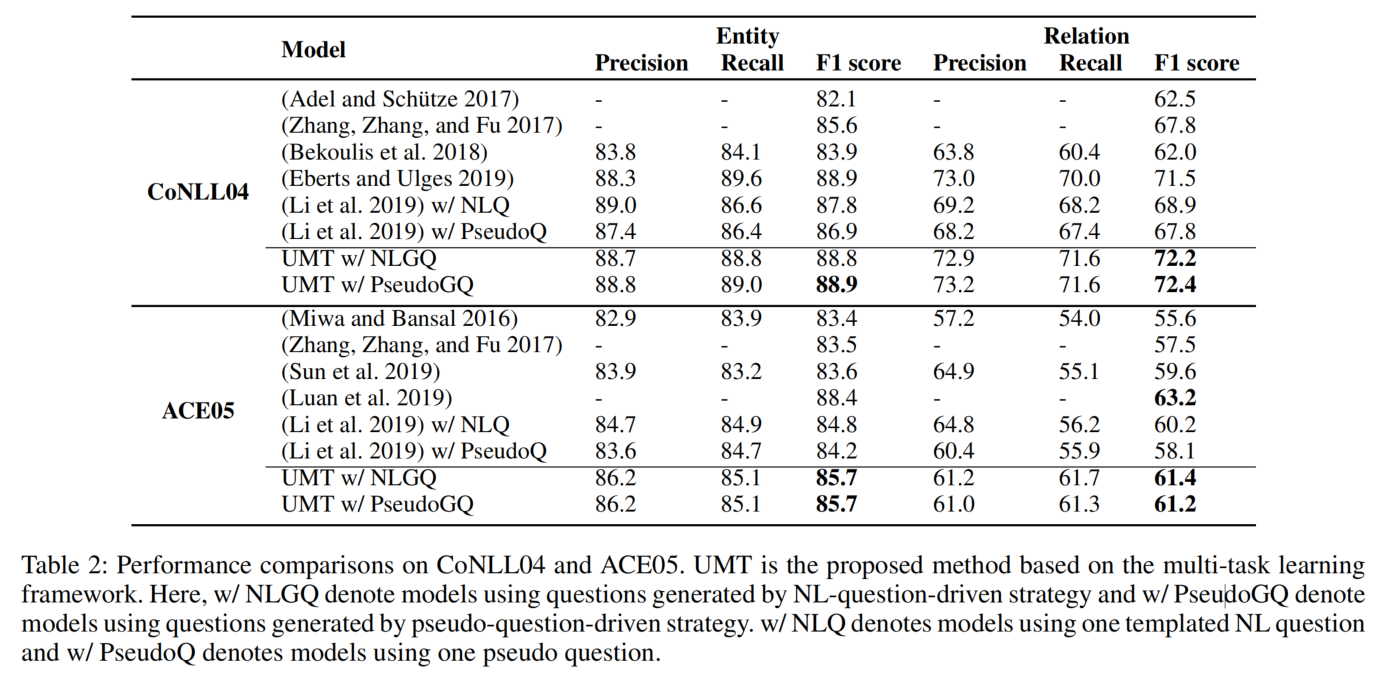 Model Entity Relation
Precision Recall F1 score Precision Recall F1 score
CoNLL04
(Adel and Schütze 2017) - - 82.1 - - 62.5
(Zhang, Zhang, and Fu 2017) - - 85.6 - - 67.8
(Bekoulis et al. 2018) 83.8 84.1 83.9 63.8 60.4 62.0
(Eberts and Ulges 2019) 88.3 89.6 88.9 73.0 70.0 71.5
(Li et al. 2019) w/ NLQ 89.0 86.6 87.8 69.2 68.2 68.9
(Li et al. 2019) w/ PseudoQ 87.4 86.4 86.9 68.2 67.4 67.8
UMT w/ NLGQ 88.7 88.8 88.8 72.9 71.6 72.2
UMT w/ PseudoGQ 88.8 89.0 88.9 73.2 71.6 72.4
ACE05
(Miwa and Bansal 2016) 82.9 83.9 83.4 57.2 54.0 55.6
(Zhang, Zhang, and Fu 2017) - - 83.5 - - 57.5
(Sun et al. 2019) 83.9 83.2 83.6 64.9 55.1 59.6
(Luan et al. 2019) - - 88.4 - - 63.2
(Li et al. 2019) w/ NLQ 84.7 84.9 84.8 64.8 56.2 60.2
(Li et al. 2019) w/ PseudoQ 83.6 84.7 84.2 60.4 55.9 58.1
UMT w/ NLGQ 86.2 85.1 85.7 61.2 61.7 61.4
UMT w/ PseudoGQ 86.2 85.1 85.7 61.0 61.3 61.2
Table 2: Performance comparisons on CoNLL04 and ACE05. UMT is the proposed method based on the multi-task learning
framework. Here, w/ NLGQ denote models using questions generated by NL-question-driven strategy and w/ PseudoGQ denote
models using questions generated by pseudo-question-driven strategy. w/ NLQ denotes models using one templated NL question
and w/ PseudoQ denotes models using one pseudo question.